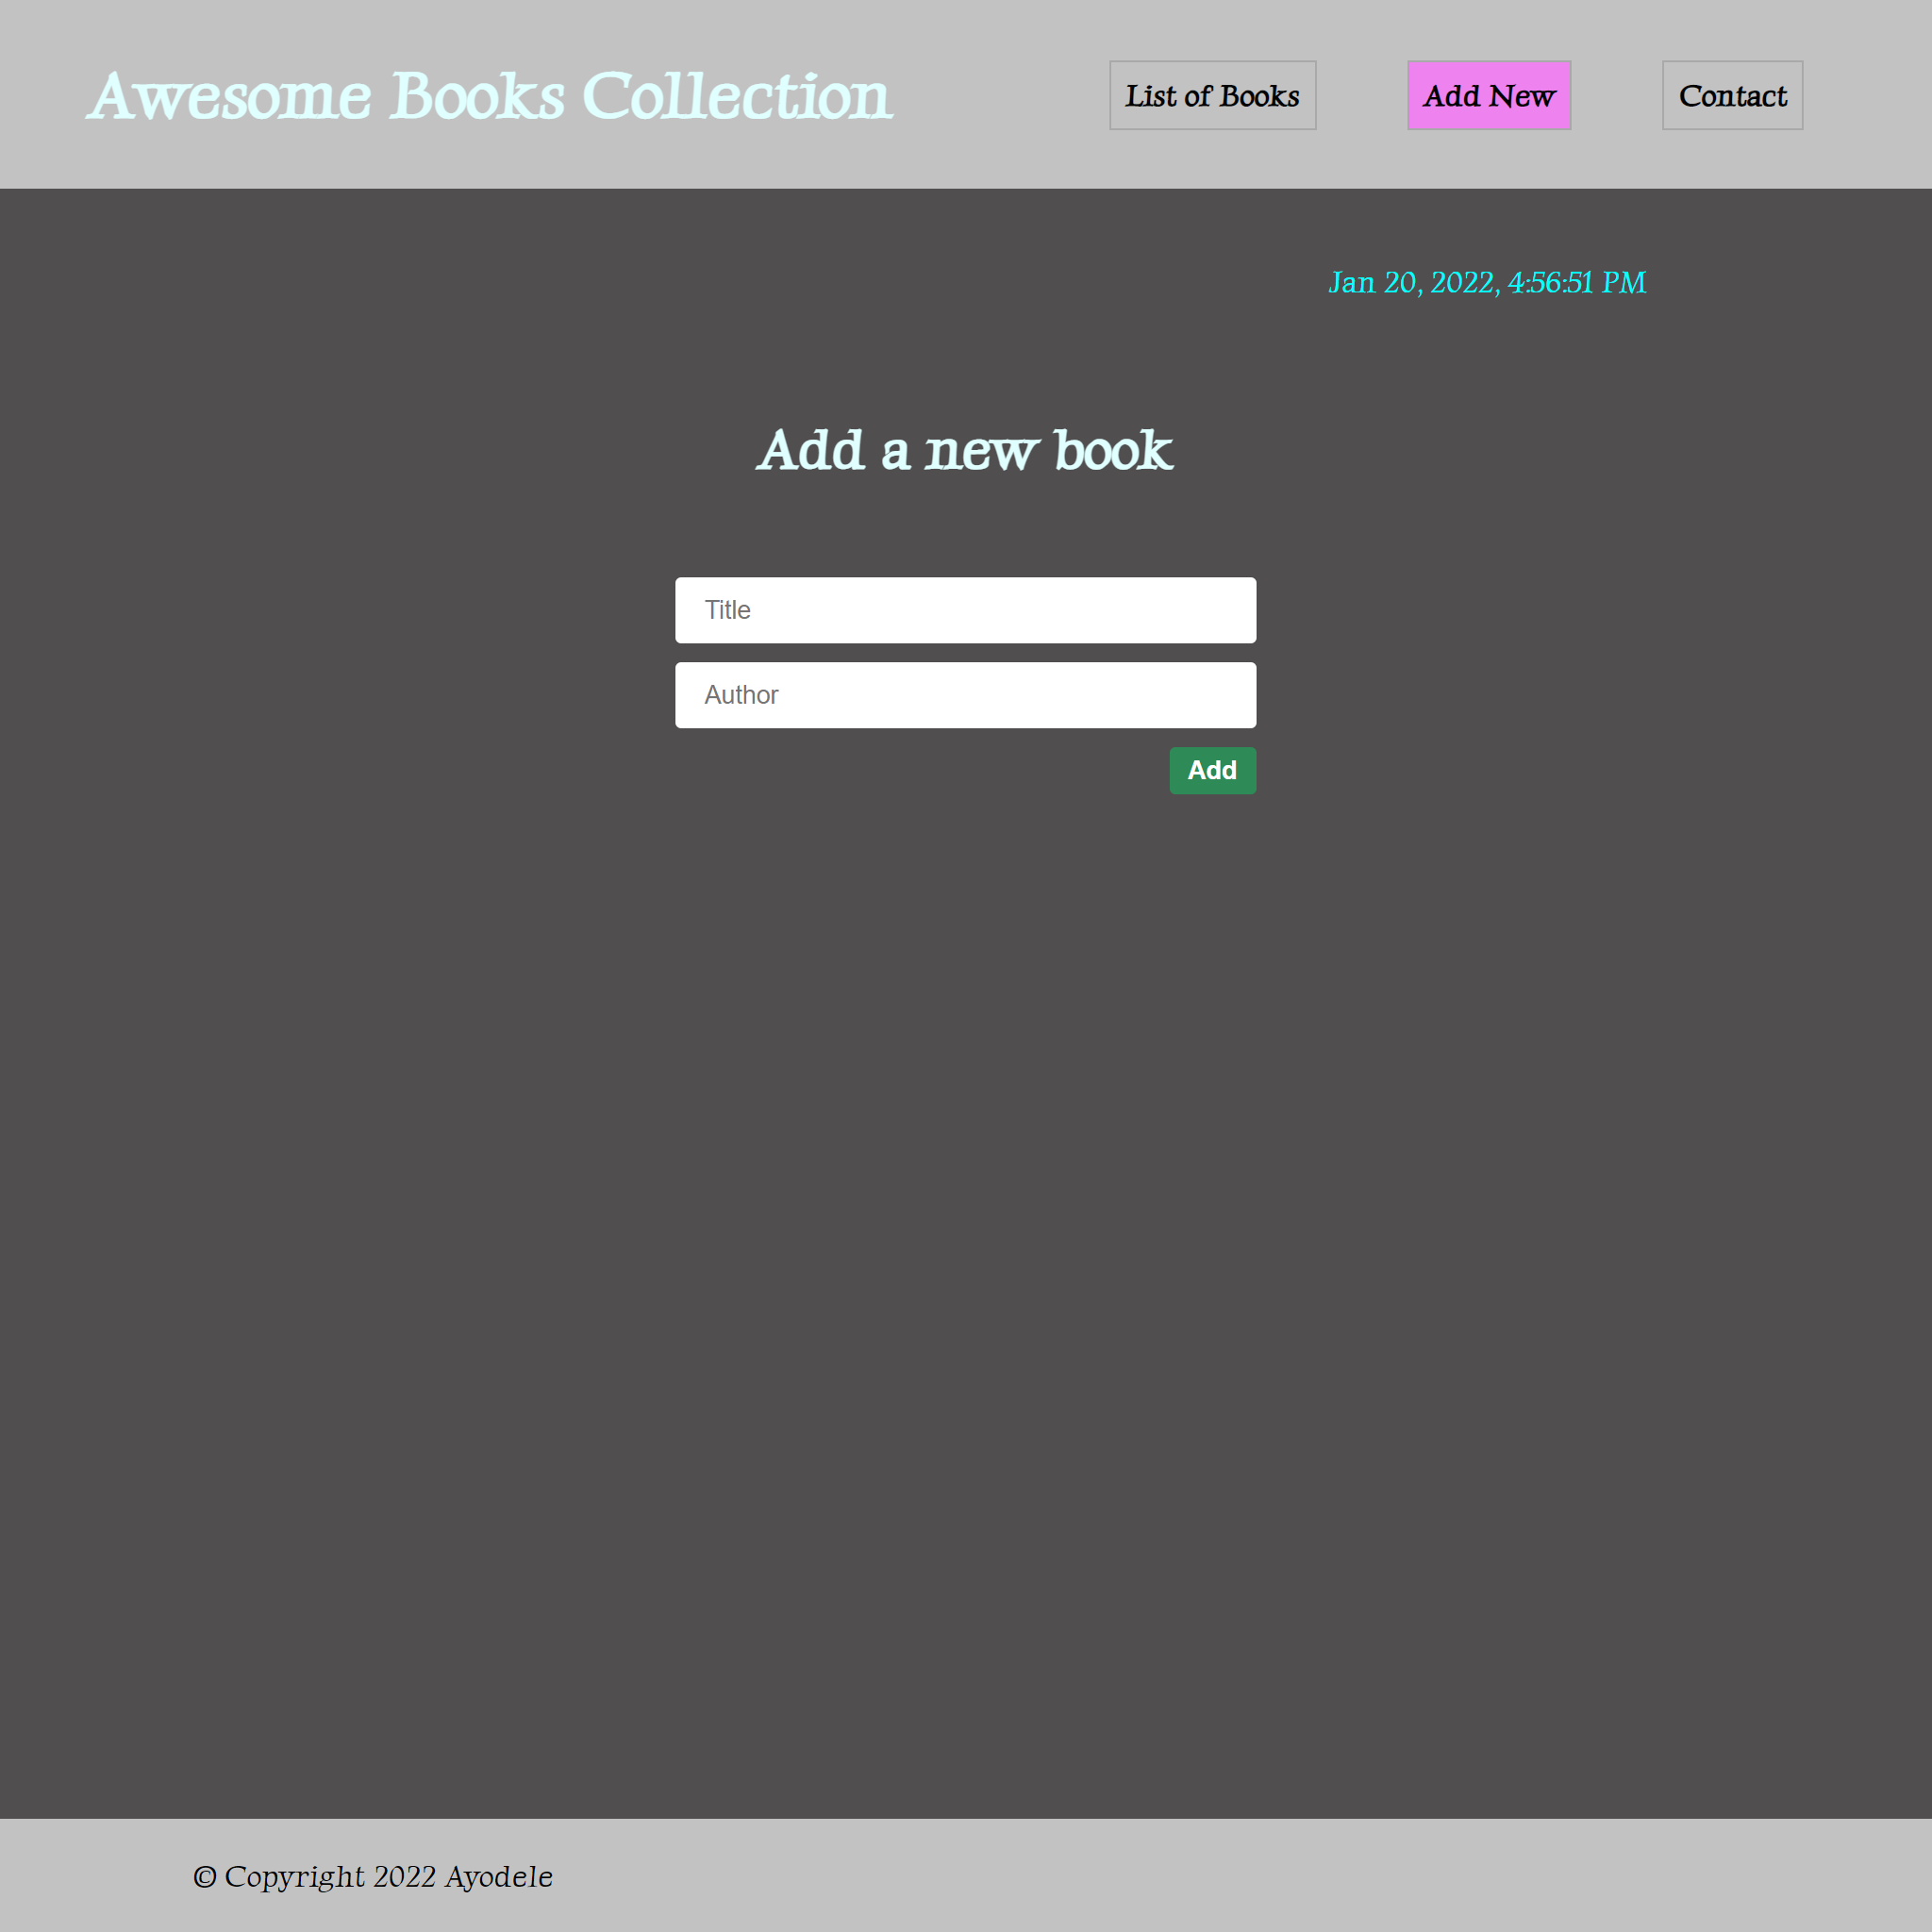 Awesome Books Collection
List of Books
Add New
Contact
Jan 20, 2022, 4:56:51 PM
Add a new book
Title
Author
Add
© Copyright 2022 Ayodele